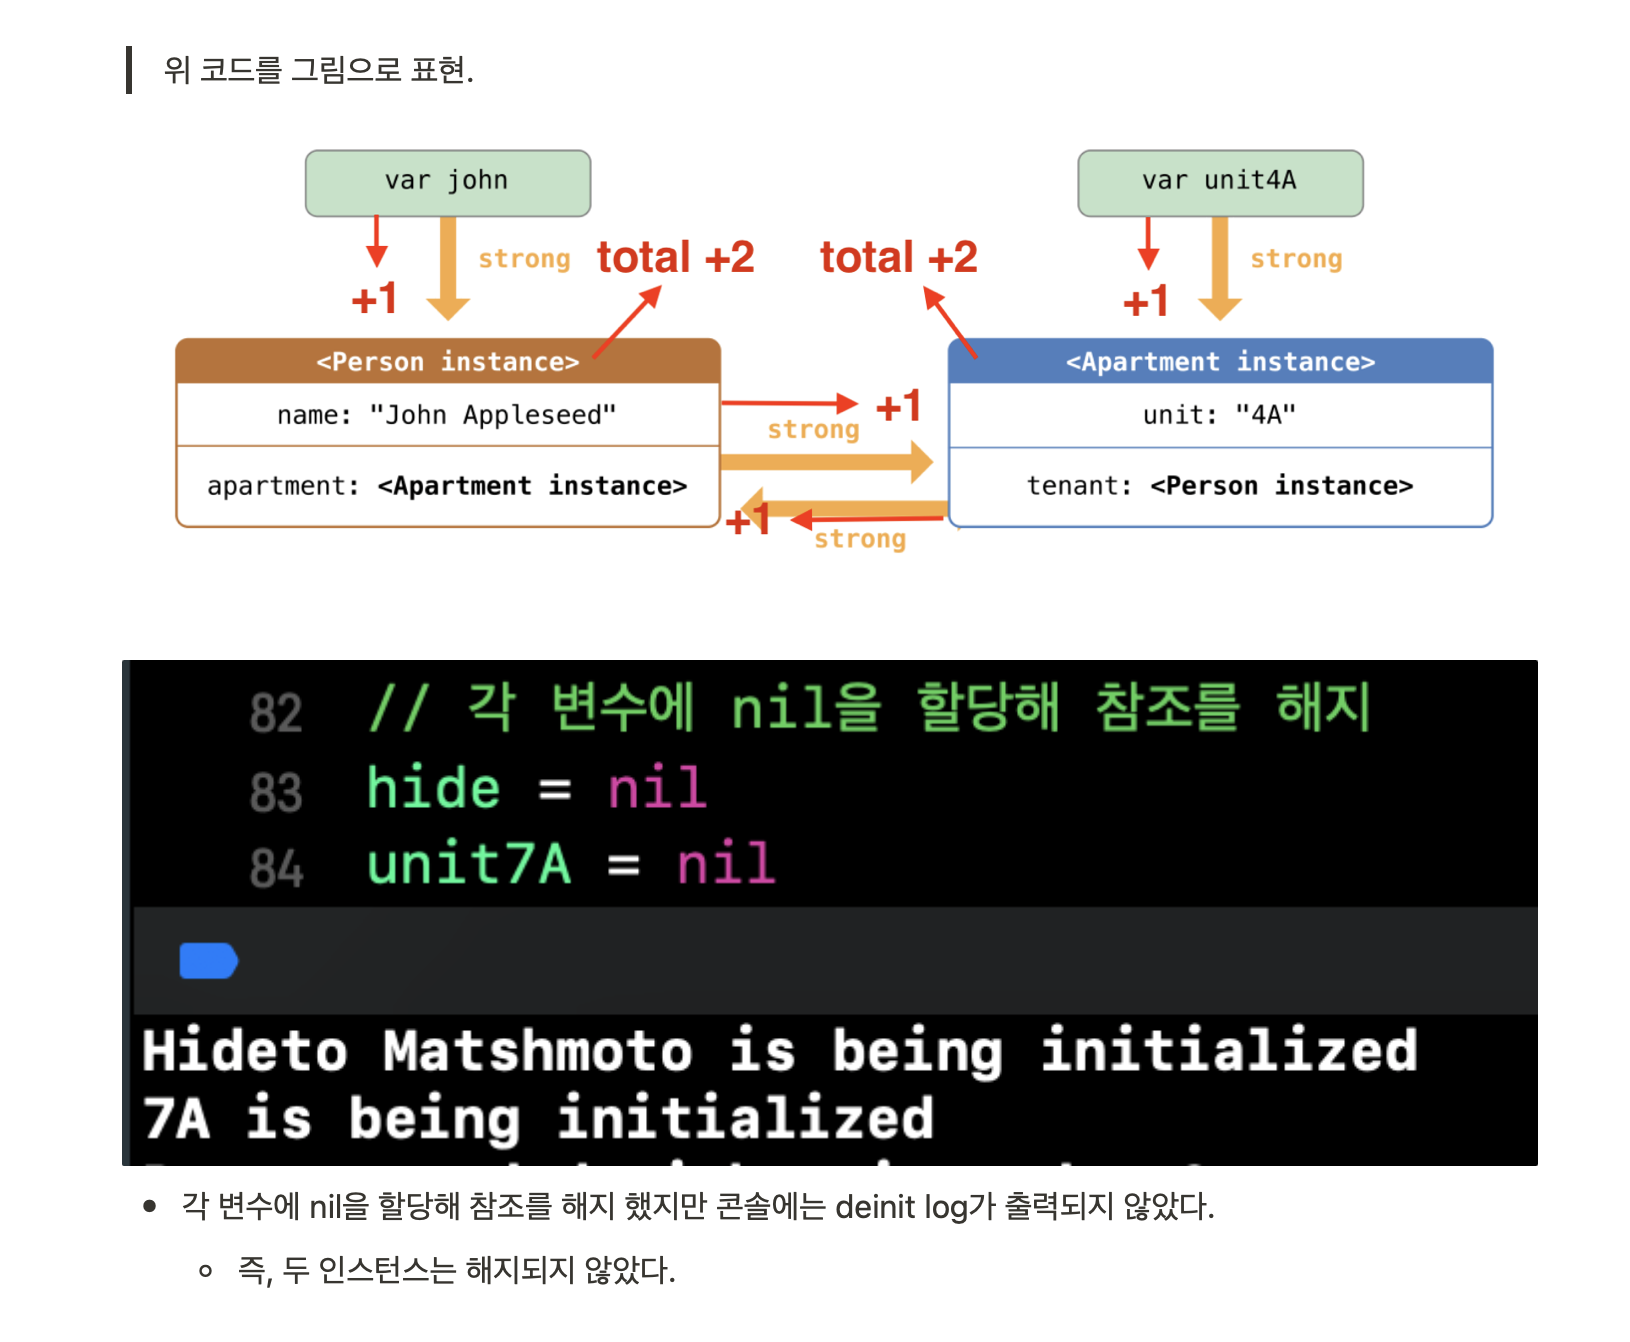 위 코드를 그림으로 표현.
var john
var unit4A
strong
total +2
total +2
strong
+1
+1
<Person instance>
<Apartment instance>
name: "John Appleseed"
+1
unit: "4A"
strong
apartment: <Apartment instance>
tenant: <Person instance>
+1
strong
82 // 각 변수에 nil을 할당해 참조를 해지
83 hide = nil
84 unit7A = nil
Hideto Matshmoto is being initialized
7A is being initialized
• 각 변수에 nil을 할당해 참조를 해지 했지만 콘솔에는 deinit log가 출력되지 않았다.
◦ 즉, 두 인스턴스는 해지되지 않았다.